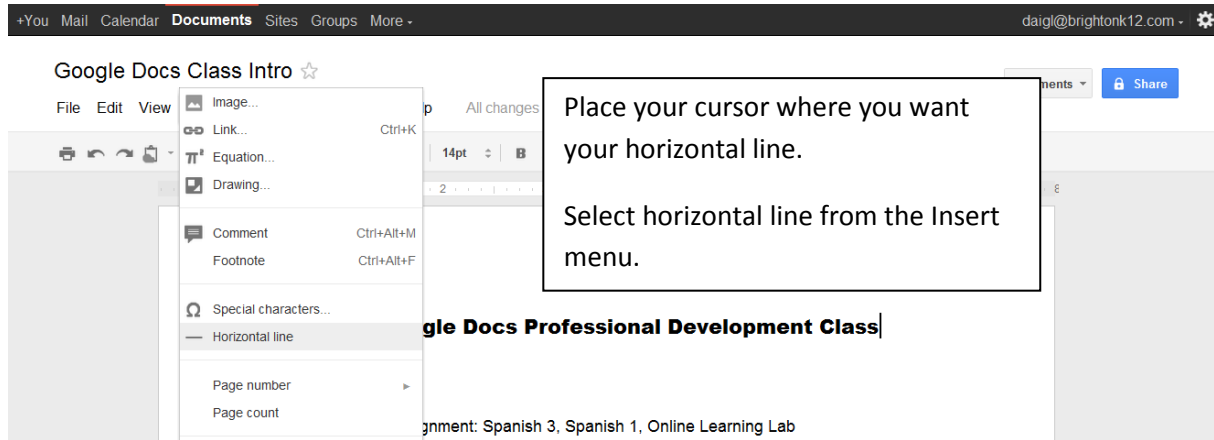 +You Mail Calendar Documents Sites Groups More
daigl@brightonk12.com
Google Docs Class Intro
File Edit View All changes
Share
Image...
Link... Ctrl+K
Equation...
Drawing...
Comment Ctrl+Alt+M
Footnote Ctrl+Alt+F
Special characters...
Horizontal line
Page number
Page count
14pt B
2
Place your cursor where you want
your horizontal line.
Select horizontal line from the Insert
menu.
gle Docs Professional Development Class
gnment: Spanish 3, Spanish 1, Online Learning Lab